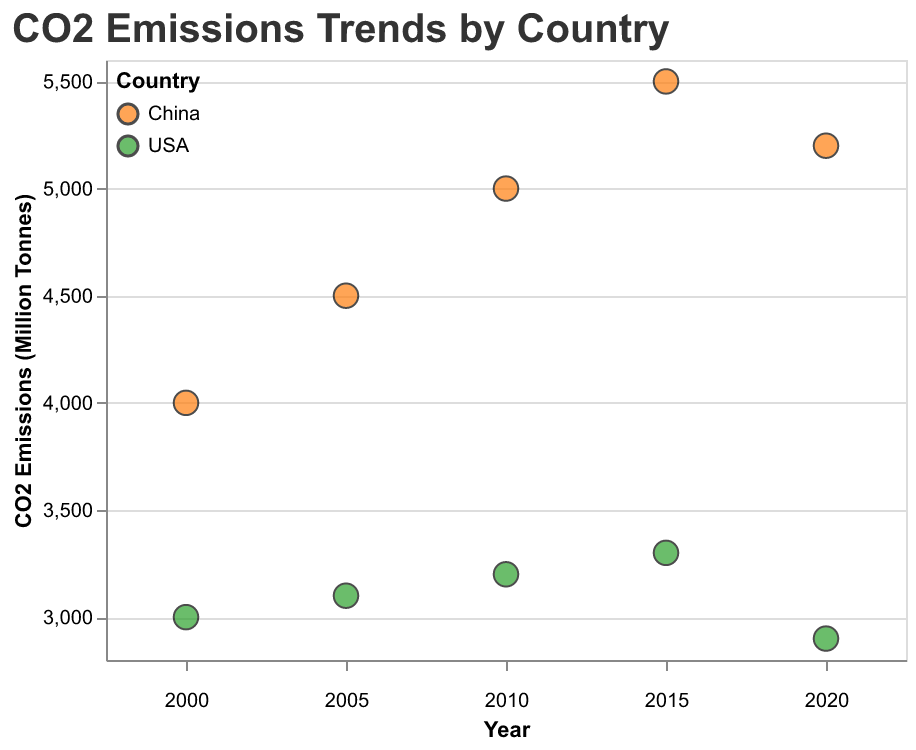 CO2 Emissions Trends by Country
Country
China
USA
CO2 Emissions (Million Tonnes)
5,500
5,000
4,500
4,000
3,500
3,000
2000 2005 2010 2015 2020
Year